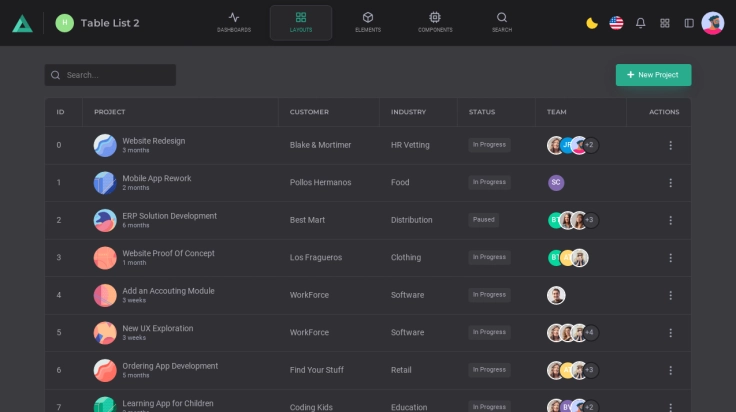 H Table List 2
DASHBOARDS LAYOUTS ELEMENTS COMPONENTS SEARCH
Search... New Project
ID PROJECT CUSTOMER INDUSTRY STATUS TEAM ACTIONS
0 Website Redesign Blake & Mortimer HR Vetting In Progress +2
3 months
1 Mobile App Rework Pollos Hermanos Food In Progress SC
2 months
2 ERP Solution Development Best Mart Distribution Paused +3
6 months
3 Website Proof Of Concept Los Fragueros Clothing In Progress
1 month
4 Add an Accouting Module WorkForce Software In Progress
3 weeks
5 New UX Exploration WorkForce Software In Progress +4
3 weeks
6 Ordering App Development Find Your Stuff Retail In Progress +3
5 months
7 Learning App for Children Coding Kids Education In Progress +2